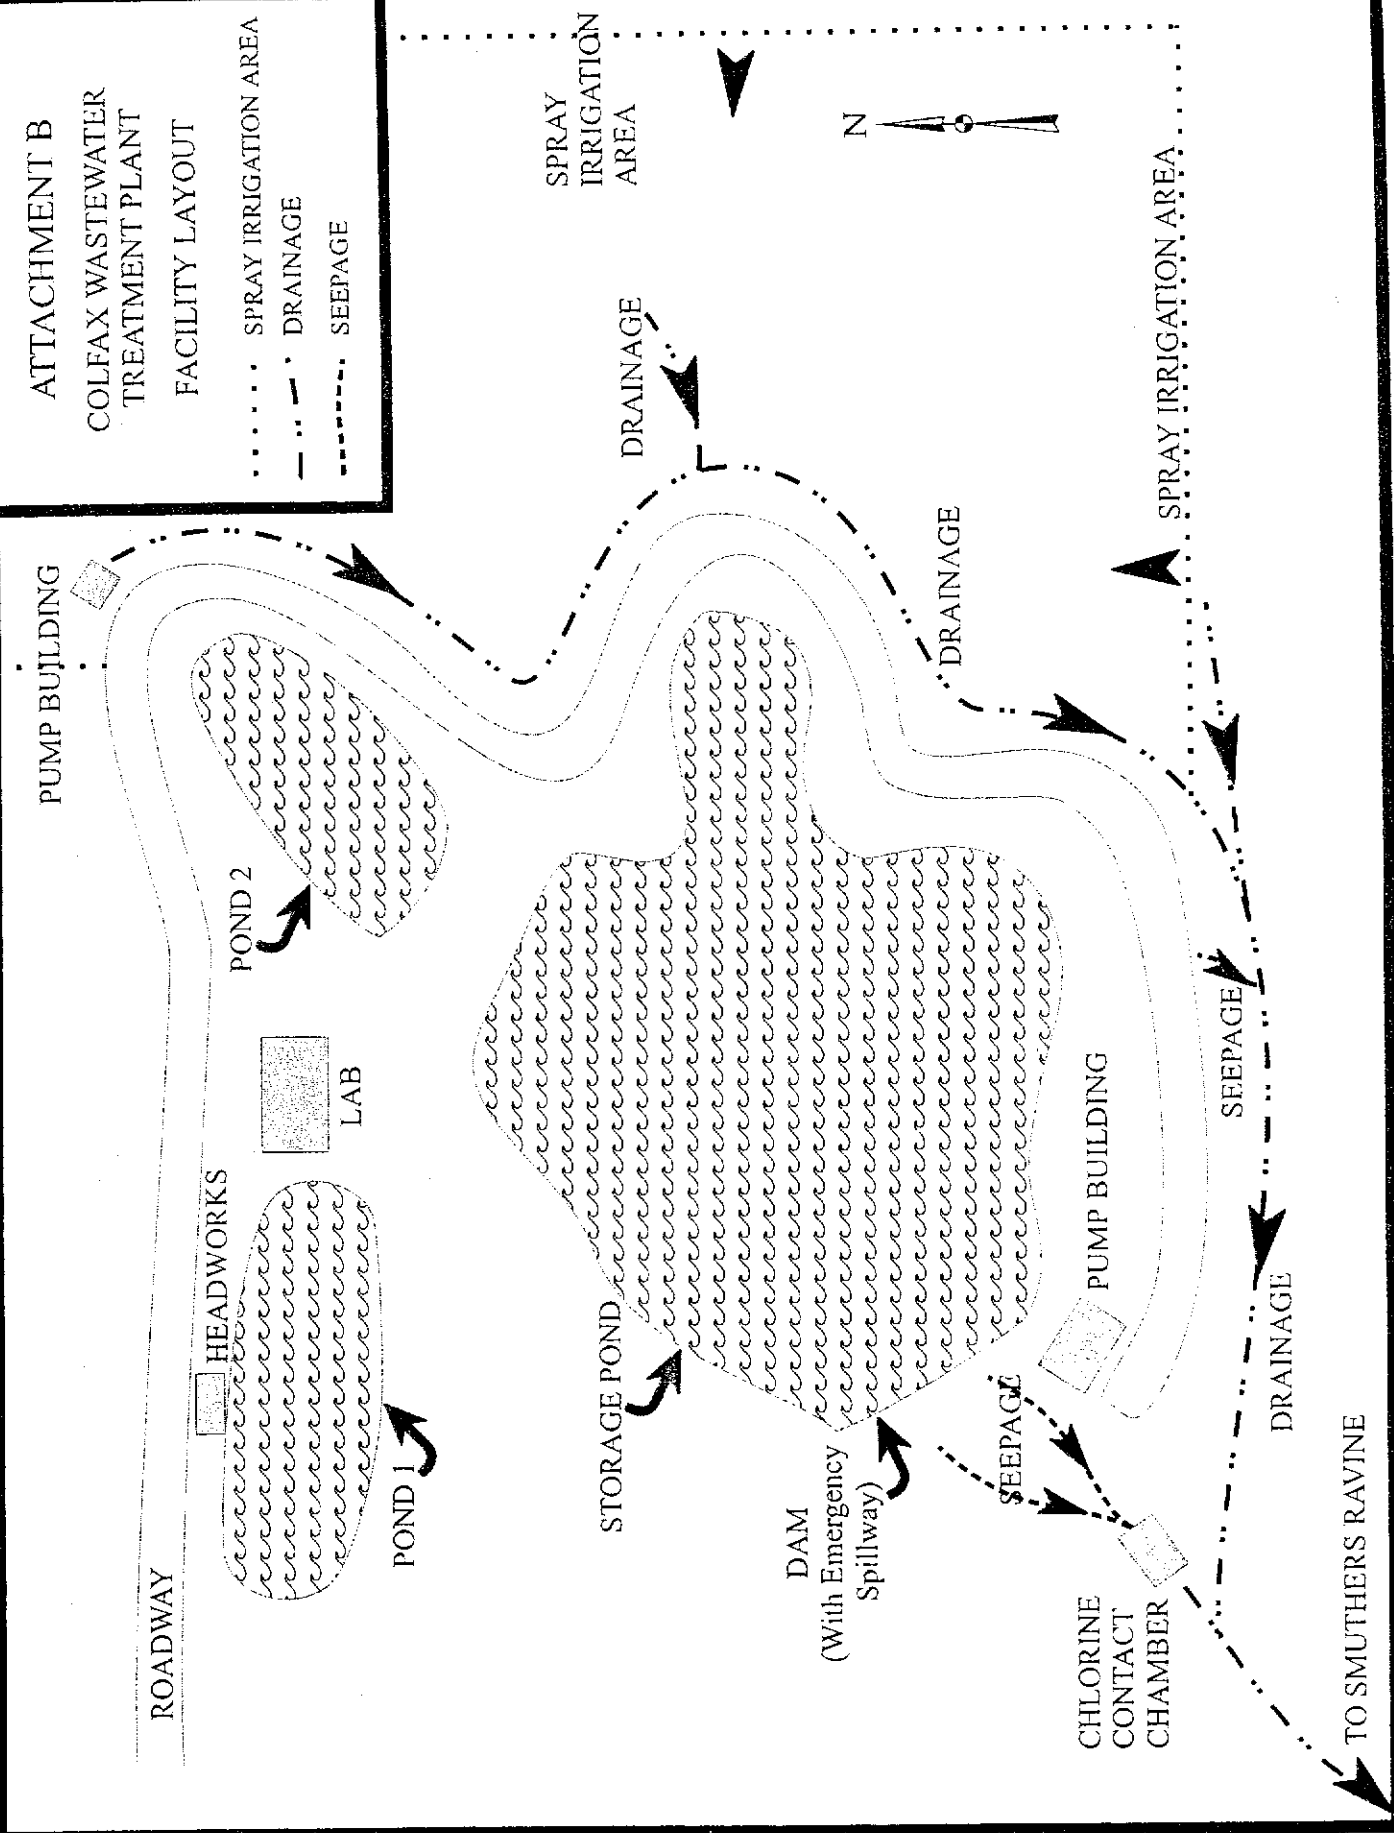 ATTACHMENT B
COLFAX WASTEWATER
TREATMENT PLANT
FACILITY LAYOUT
SPRAY IRRIGATION AREA
DRAINAGE
SEEPAGE
ROADWAY
HEADWORKS
POND 1
LAB
POND 2
PUMP BUILDING
STORAGE POND
DRAINAGE
SPRAY
IRRIGATION
AREA
N
DAM
(With Emergency
Spillway)
SEEPAGE
PUMP BUILDING
DRAINAGE
SPRAY IRRIGATION AREA
CHLORINE
CONTACT
CHAMBER
SEEPAGE
DRAINAGE
TO SMUTHERS RAVINE